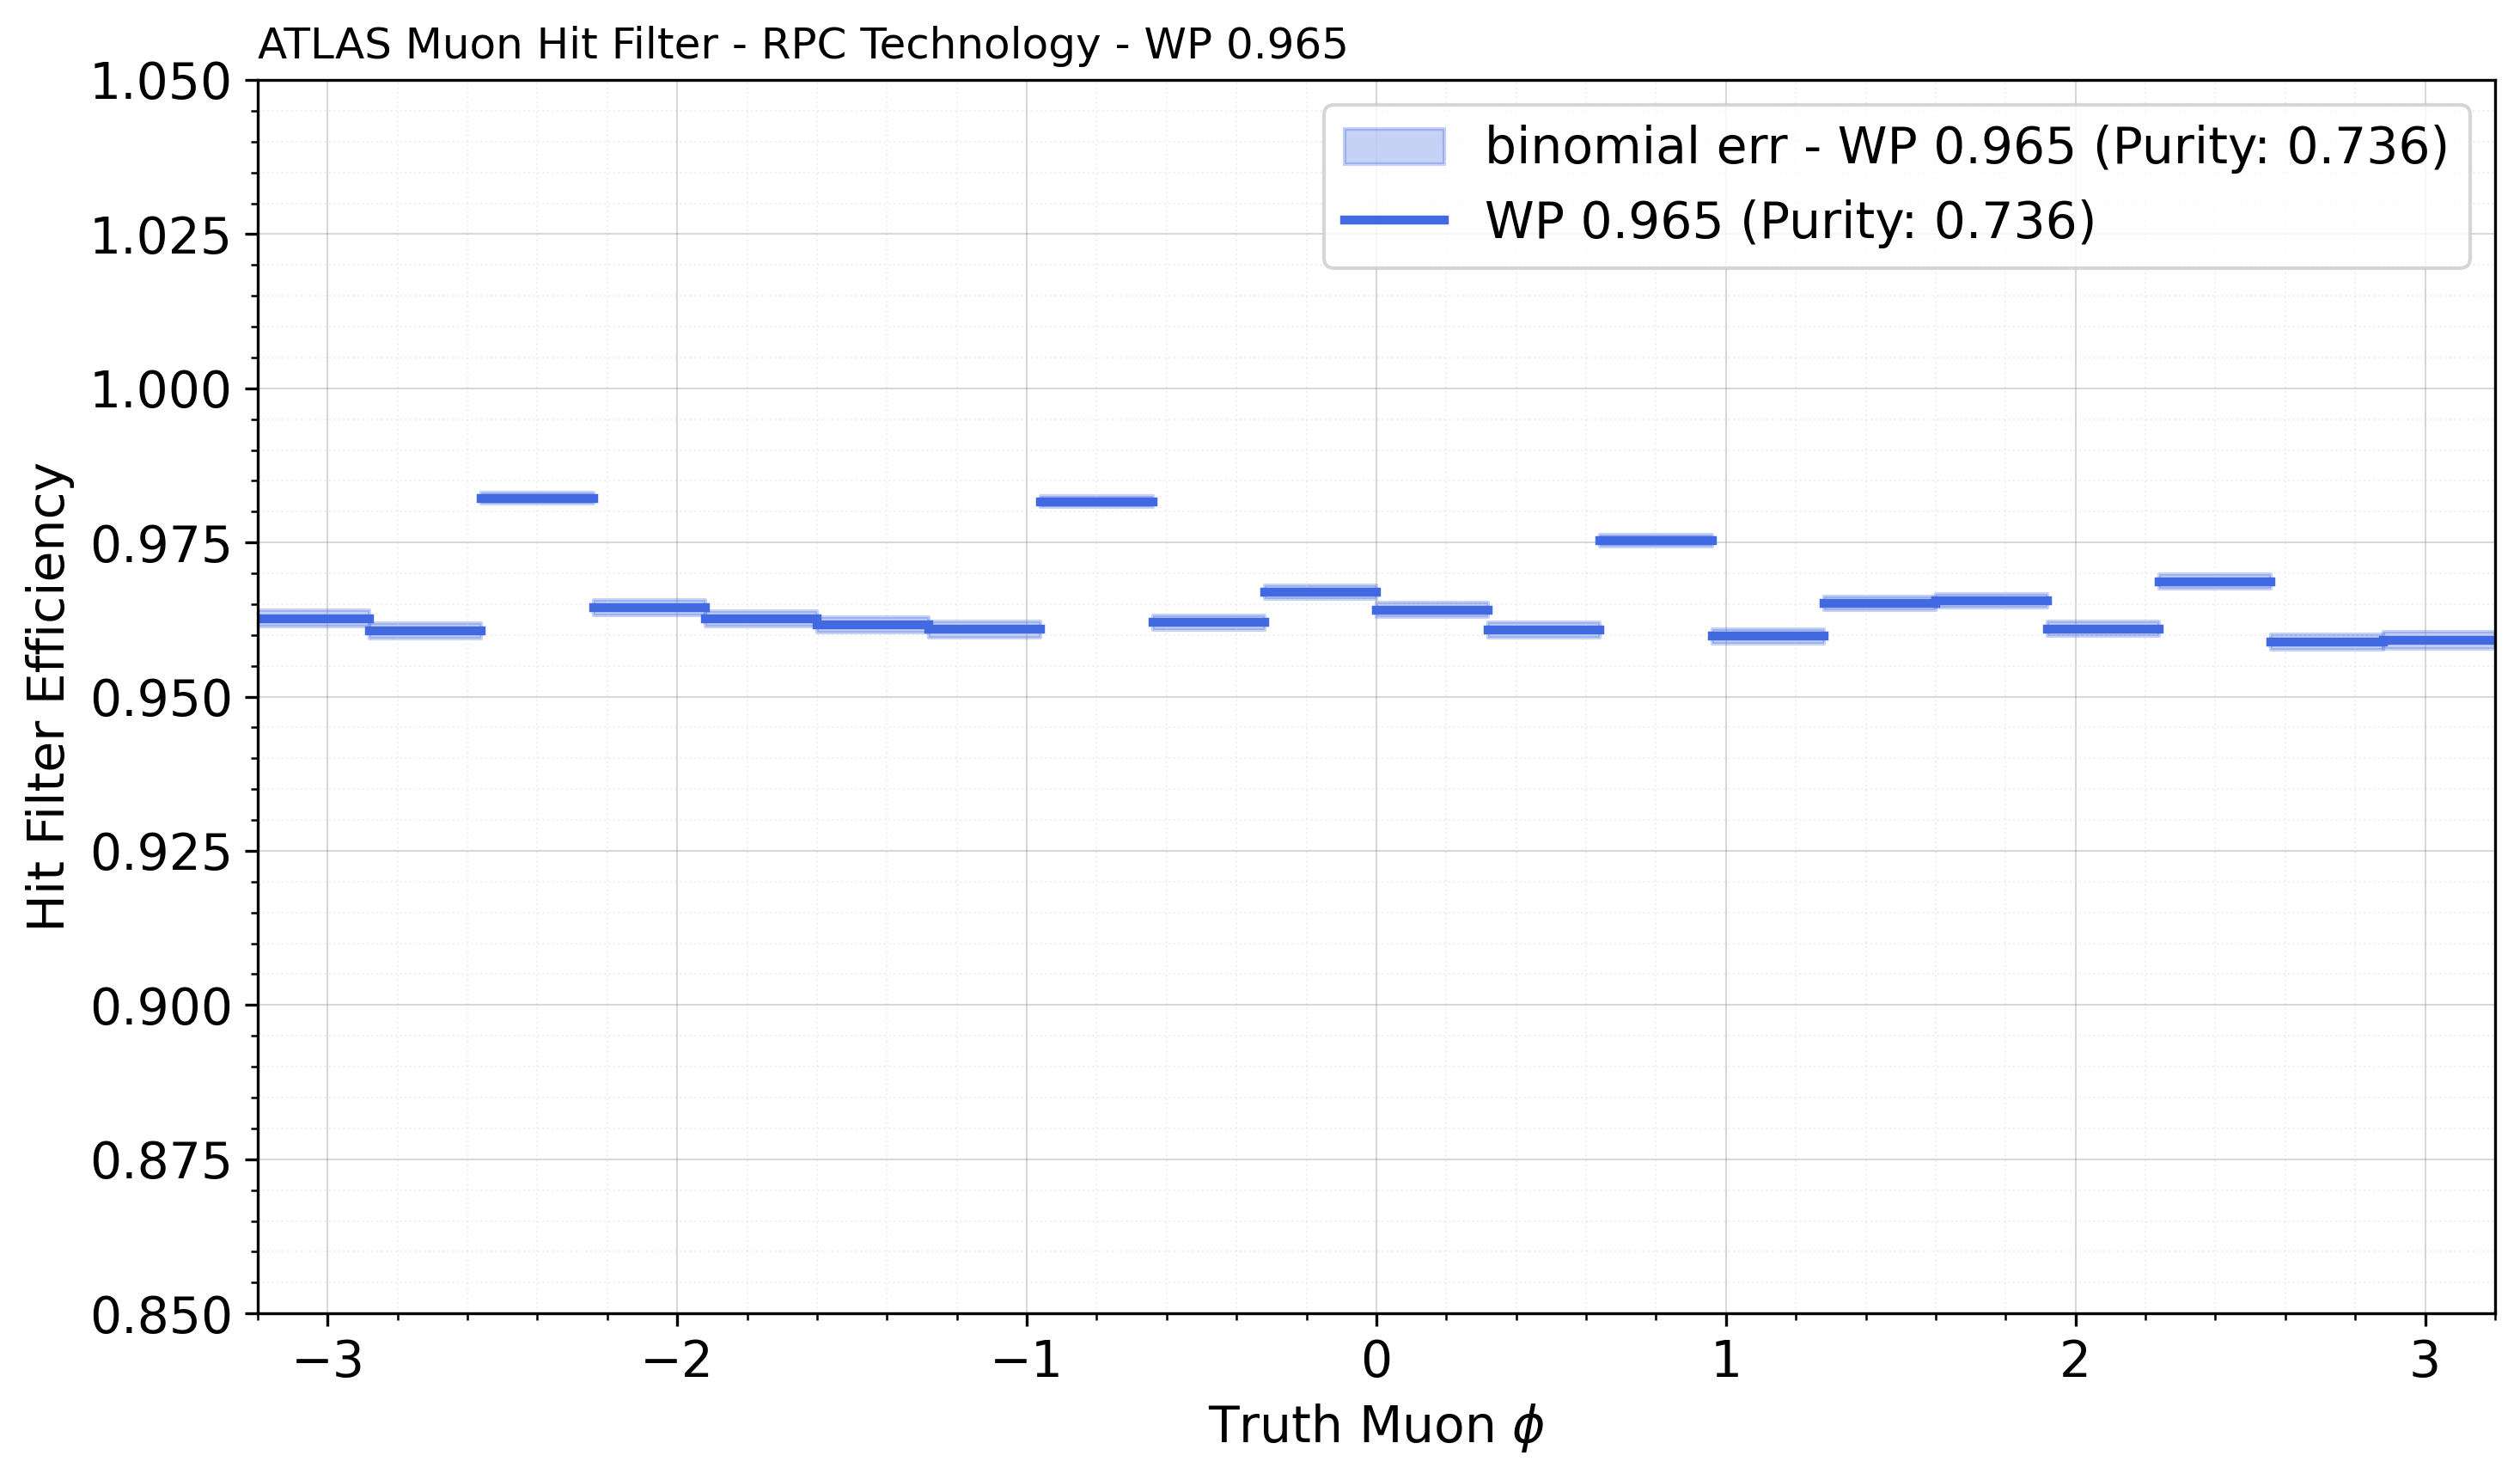 ATLAS Muon Hit Filter - RPC Technology - WP 0.965
binomial err - WP 0.965 (Purity: 0.736)
WP 0.965 (Purity: 0.736)
Hit Filter Efficiency
1.050
1.025
1.000
0.975
0.950
0.925
0.900
0.875
0.850
−3 −2 −1 0 1 2 3
Truth Muon ϕ